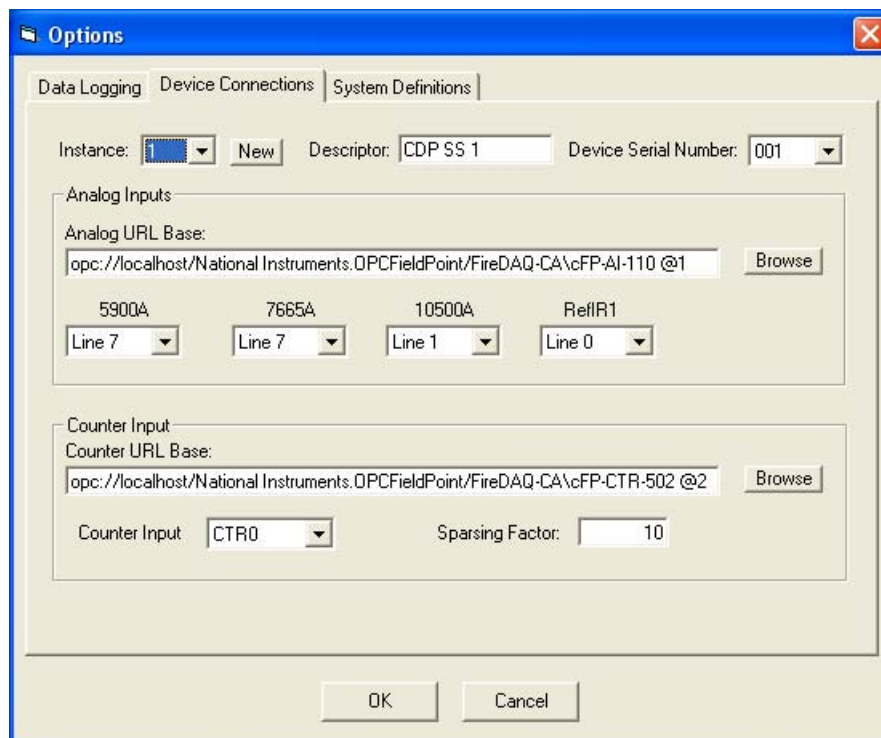 Options
Data Logging Device Connections System Definitions
Instance: 1 New Descriptor: CDP SS 1 Device Serial Number: 001
Analog Inputs
Analog URL Base:
opc://localhost/National Instruments.OPCFieldPoint/FireDAQ-CA\cFP-AI-110 @1 Browse
5900A 7665A 10500A RefIR1
Line 7 Line 7 Line 1 Line 0
Counter Input
Counter URL Base:
opc://localhost/National Instruments.OPCFieldPoint/FireDAQ-CA\cFP-CTR-502 @2 Browse
Counter Input CTR0 Sparsing Factor: 10
OK Cancel